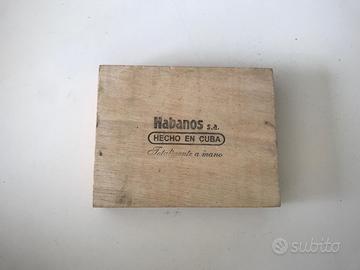 Habanos s.a.
HECHO EN CUBA
Totalmente a mano
subito